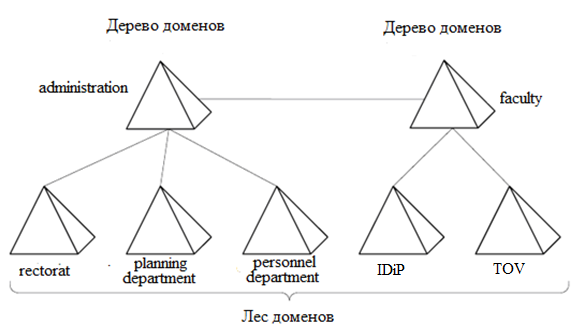 Дерево доменов
Дерево доменов
administration
faculty
rectorat
planning
department
personnel
department
IDiP
TOV
Лес доменов